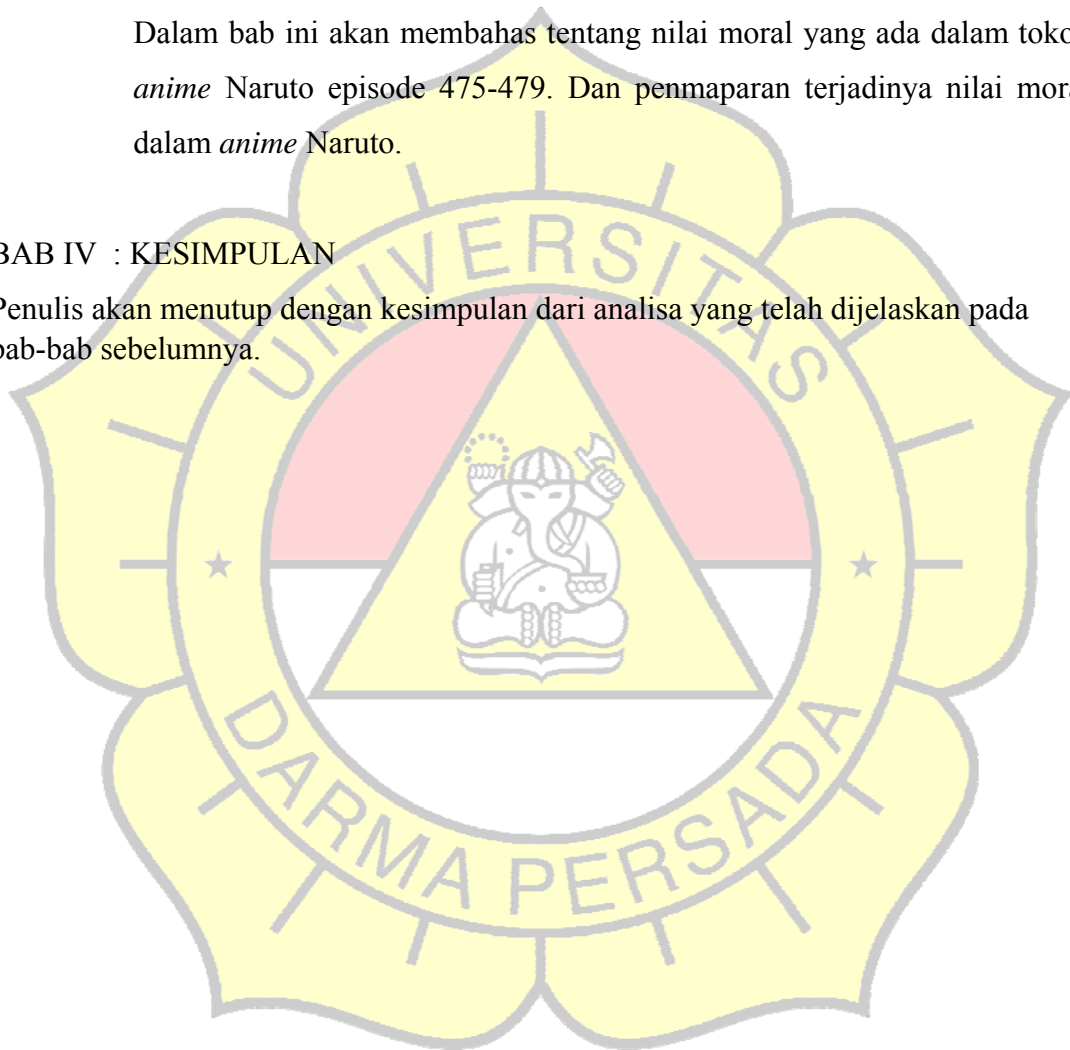 Dalam bab ini akan membahas tentang nilai moral yang ada dalam toko
anime Naruto episode 475-479. Dan penmaparan terjadinya nilai mora
dalam anime Naruto.
BAB IV : KESIMPULAN
Penulis akan menutup dengan kesimpulan dari analisa yang telah dijelaskan pada
bab-bab sebelumnya.
UNIVERSITAS
DARMA PERSADA